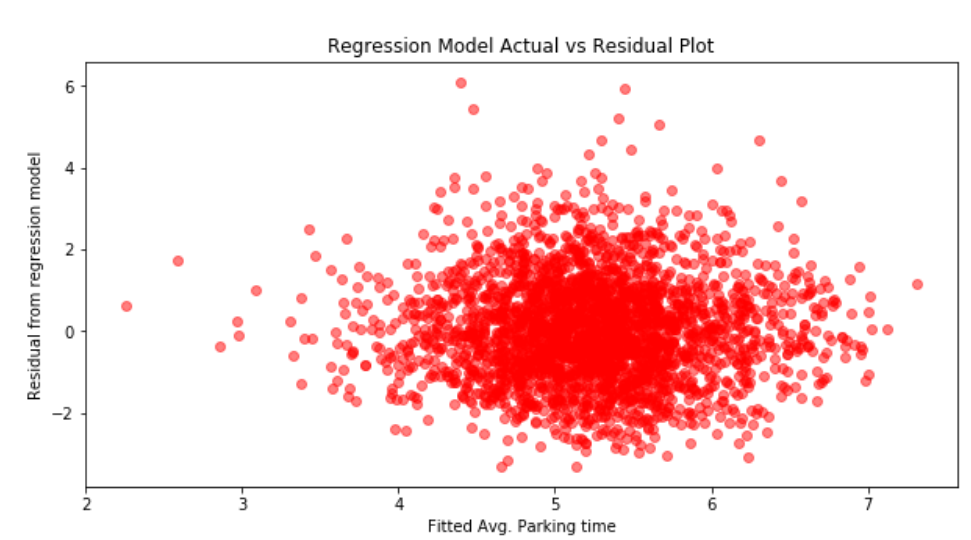 Regression Model Actual vs Residual Plot
Residual from regression model
6
4
2
0
−2
2 3 4 5 6 7
Fitted Avg. Parking time